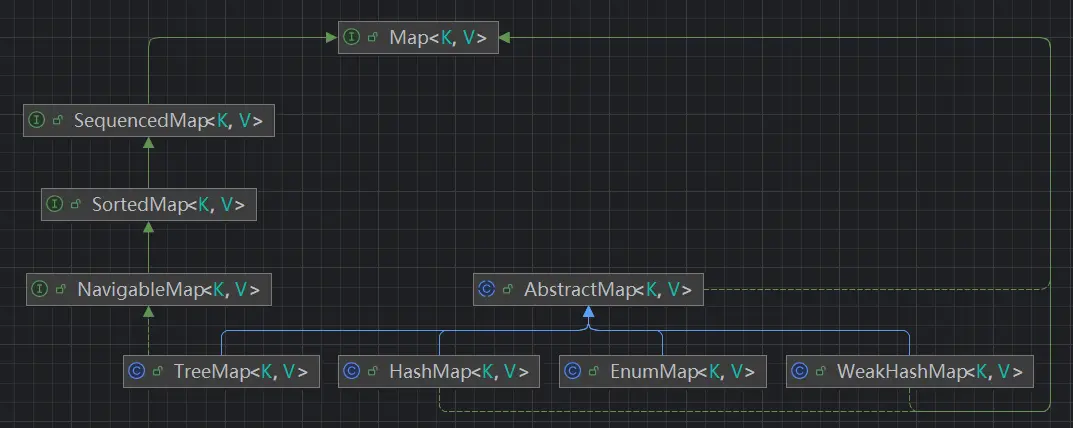 Map<K, V>
SequencedMap<K, V>
SortedMap<K, V>
NavigableMap<K, V>
AbstractMap<K, V>
TreeMap<K, V>
HashMap<K, V>
EnumMap<K, V>
WeakHashMap<K, V>